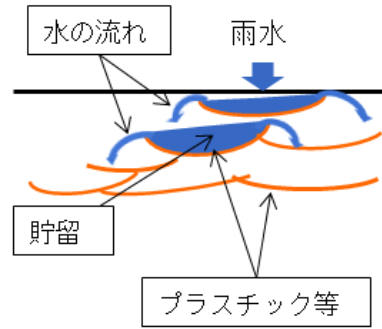 水の流れ
雨水
貯留
プラスチック等